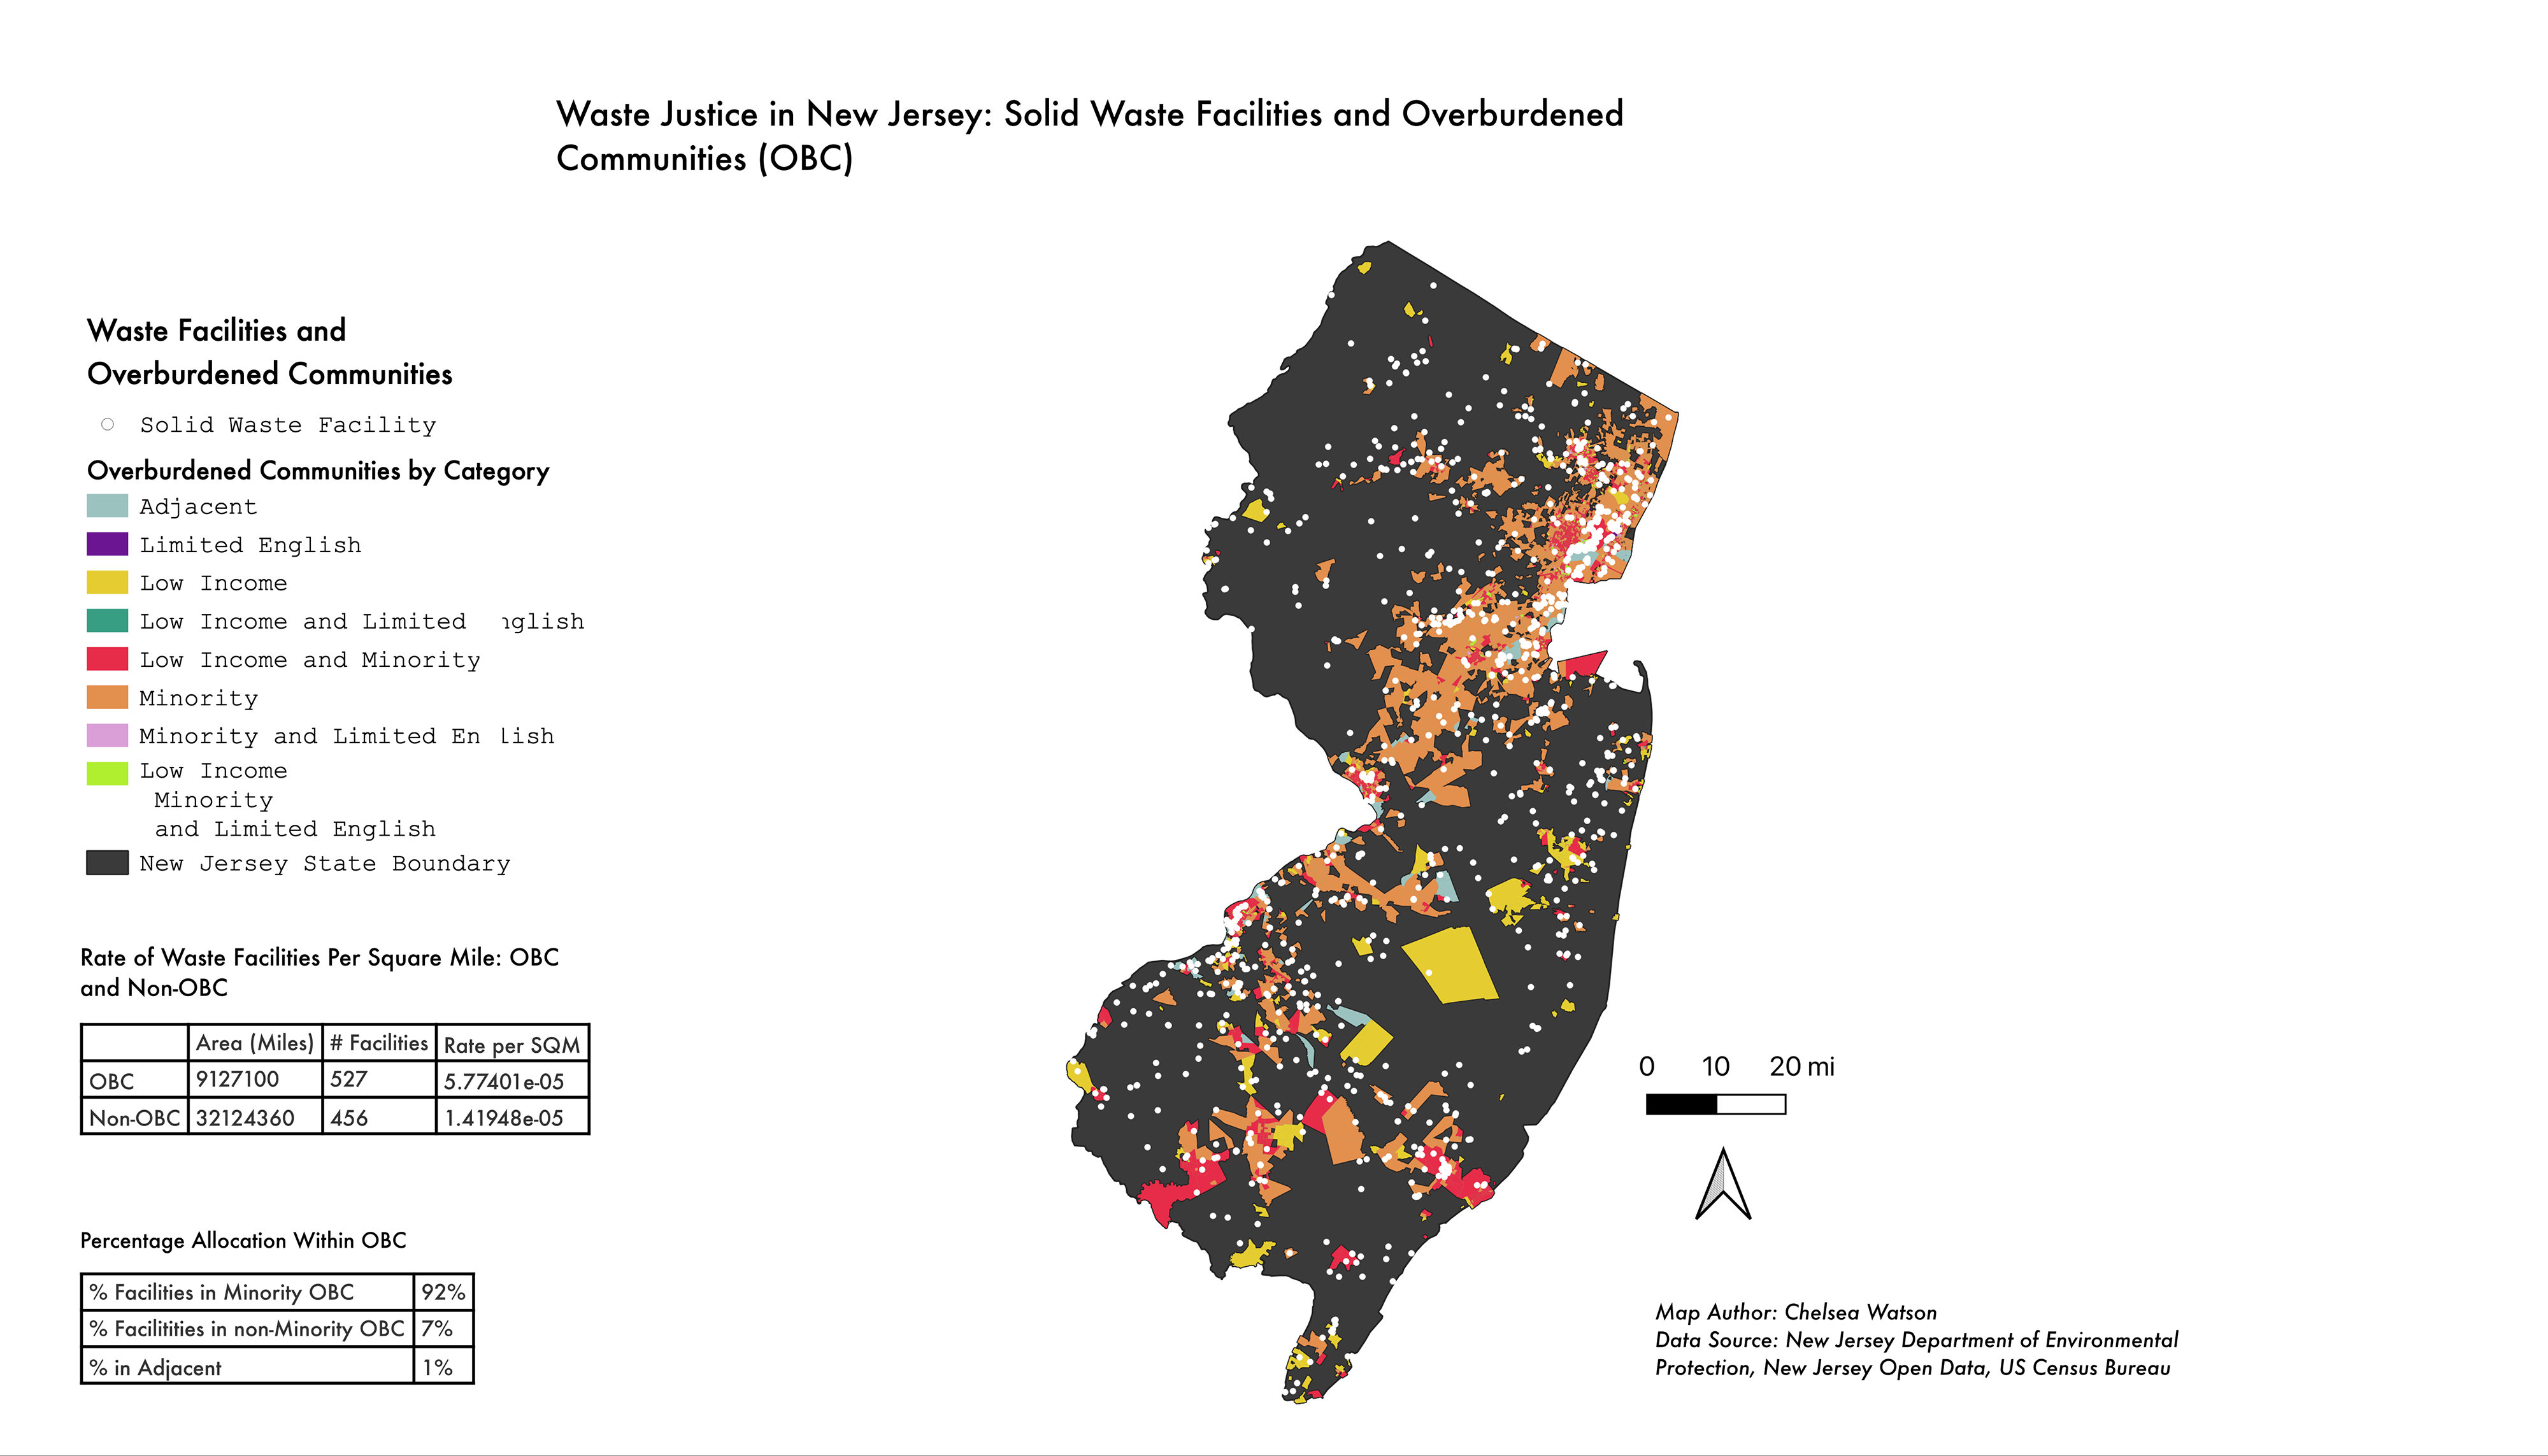 Waste Justice in New Jersey: Solid Waste Facilities and Overburdened
Communities (OBC)
Waste Facilities and
Overburdened Communities
Solid Waste Facility
Overburdened Communities by Category
Adjacent
Limited English
Low Income
Low Income and Limited nglish
Low Income and Minority
Minority
Minority and Limited En lish
Low Income
Minority
and Limited English
New Jersey State Boundary
Rate of Waste Facilities Per Square Mile: OBC
and Non-OBC
Area (Miles) # Facilities Rate per SQM
OBC 9127100 527 5.77401e-05
Non-OBC 32124360 456 1.41948e-05
Percentage Allocation Within OBC
% Facilities in Minority OBC 92%
% Facilitities in non-Minority OBC 7%
% in Adjacent 1%
0 10 20 mi
Map Author: Chelsea Watson
Data Source: New Jersey Department of Environmental
Protection, New Jersey Open Data, US Census Bureau